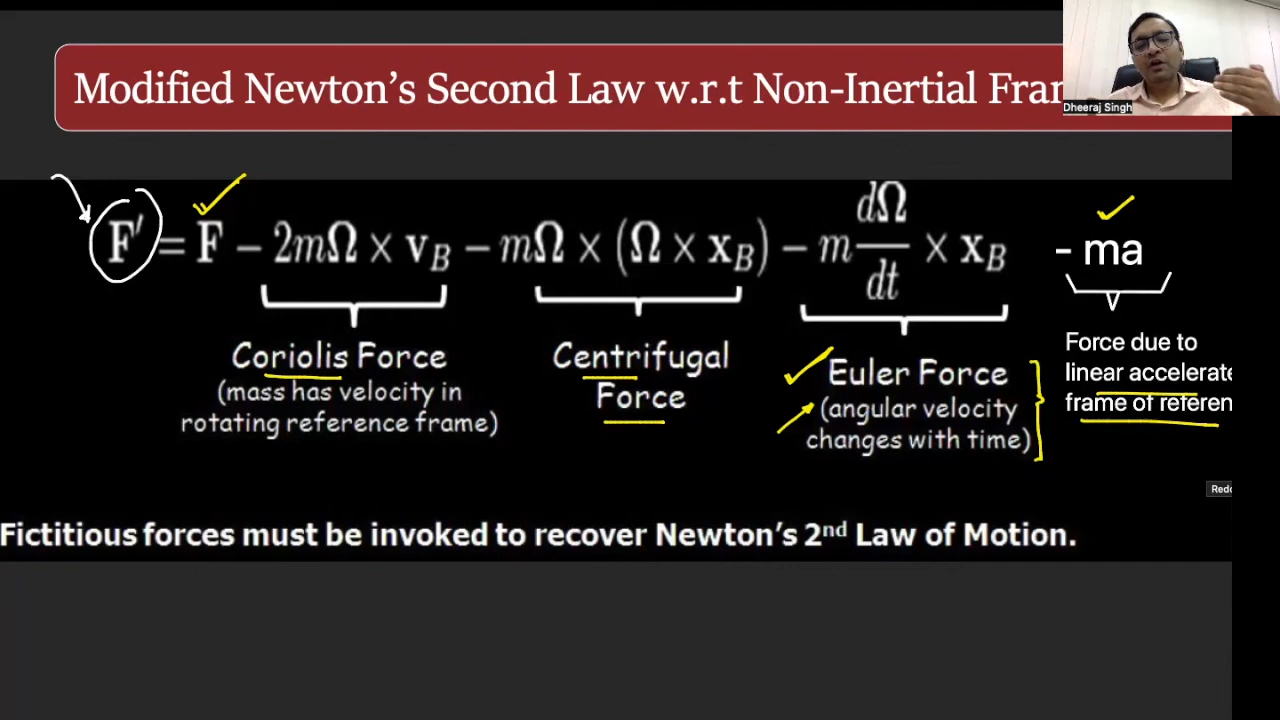 Modified Newton's Second Law w.r.t Non-Inertial Fra
Dheeraj Singh
F′ = F − 2mΩ × v_B − mΩ × (Ω × x_B) − m dΩ/dt × x_B - ma
Coriolis Force
(mass has velocity in
rotating reference frame)
Centrifugal
Force
Euler Force
(angular velocity
changes with time)
Force due to
linear accelerate
frame of referen
Redo
Fictitious forces must be invoked to recover Newton's 2nd Law of Motion.